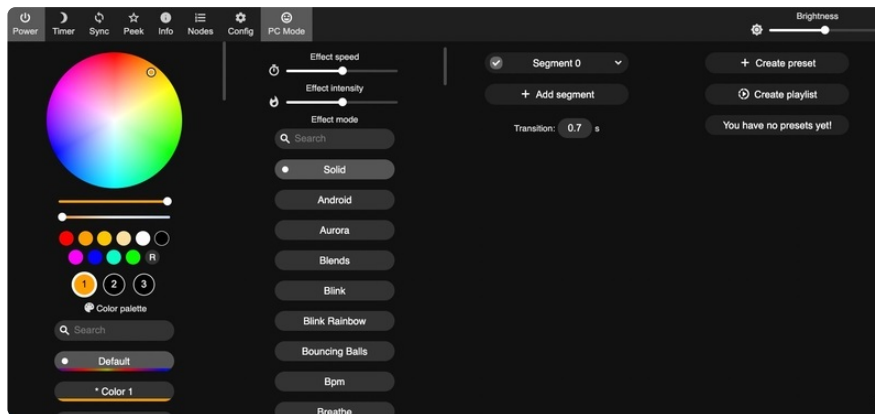 Power
Timer
Sync
Peek
Info
Nodes
Config
PC Mode
Brightness
R
1
2
3
Color palette
Search
Default
* Color 1
Effect speed
Effect intensity
Effect mode
Search
Solid
Android
Aurora
Blends
Blink
Blink Rainbow
Bouncing Balls
Bpm
Breathe
Segment 0
+ Add segment
Transition: 0.7 s
+ Create preset
Create playlist
You have no presets yet!